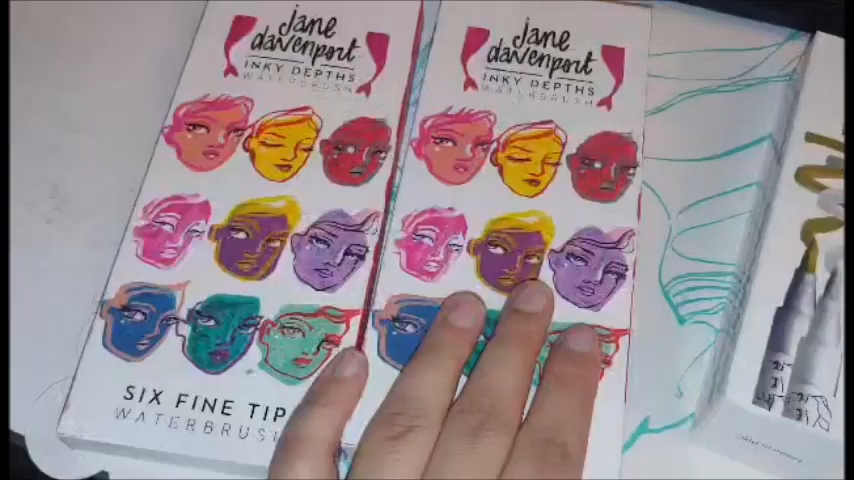 jane
davenport
INKY DEPTHS
WATERBRUSH
SIX FINE TIP
WATERBRUSH
jane
davenport
INKY DEPTHS
WATERBRUSH